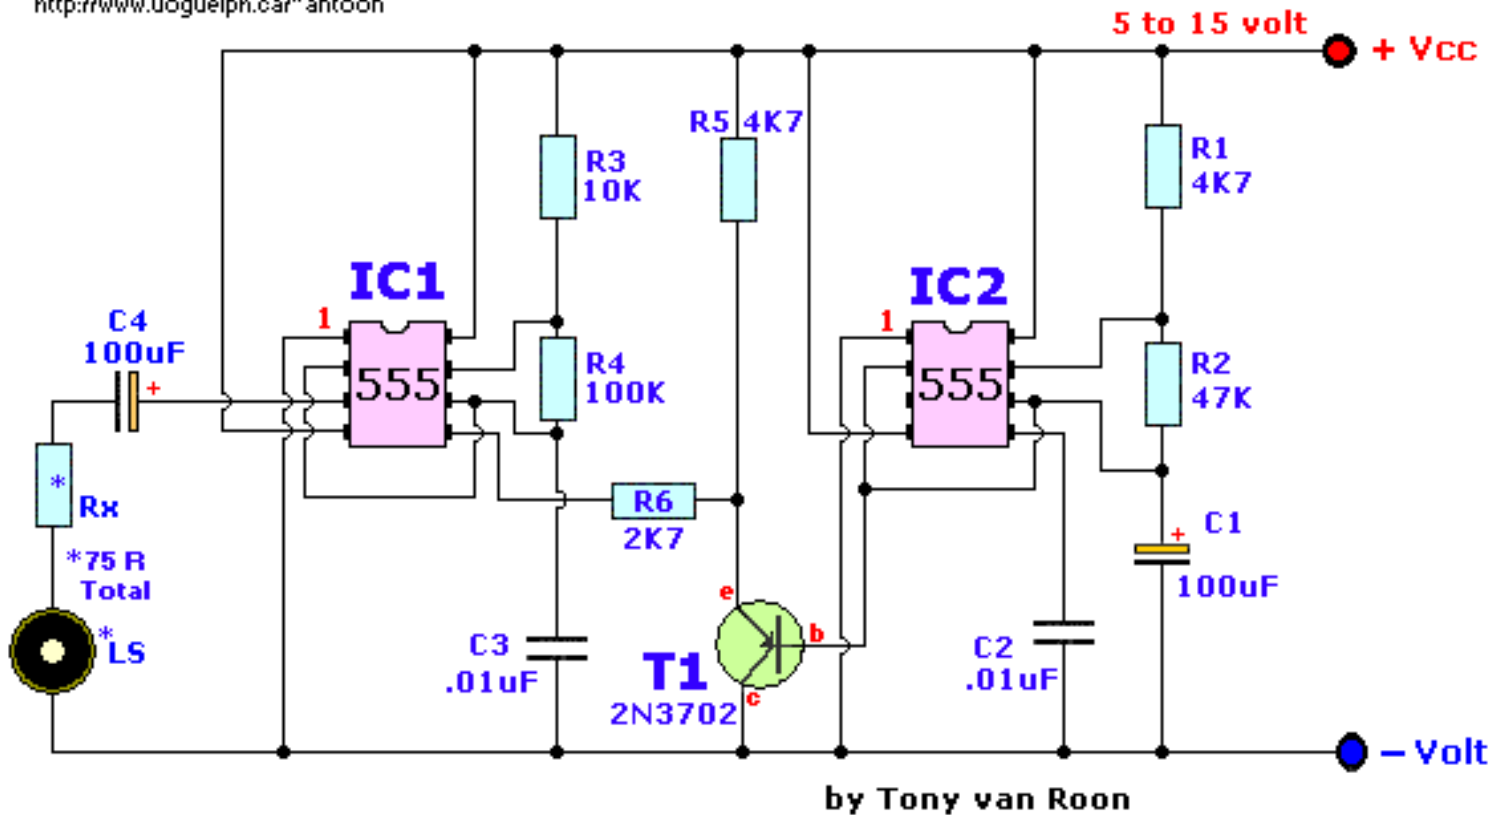 5 to 15 volt
+ Vcc
R5 4K7
R3
10K
R1
4K7
IC1
IC2
1
1
C4
100uF
+
555
R4
100K
555
R2
47K
*
Rx
R6
2K7
*75 R
Total
C1
+
100uF
*
LS
e
b
c
C3
.01uF
T1
2N3702
C2
.01uF
– Volt
by Tony van Roon